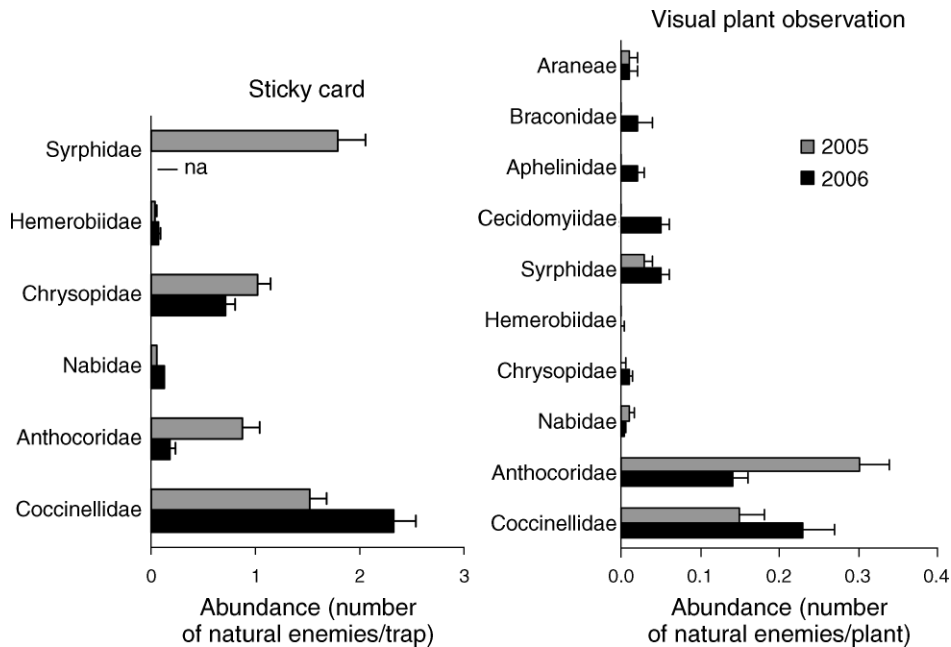 Sticky card
Syrphidae
na
Hemerobiidae
Chrysopidae
Nabidae
Anthocoridae
Coccinellidae
0 1 2 3
Abundance (number
of natural enemies/trap)
Visual plant observation
Araneae
Braconidae
Aphelinidae
Cecidomyiidae
Syrphidae
Hemerobiidae
Chrysopidae
Nabidae
Anthocoridae
Coccinellidae
2005
2006
0.0 0.1 0.2 0.3 0.4
Abundance (number
of natural enemies/plant)